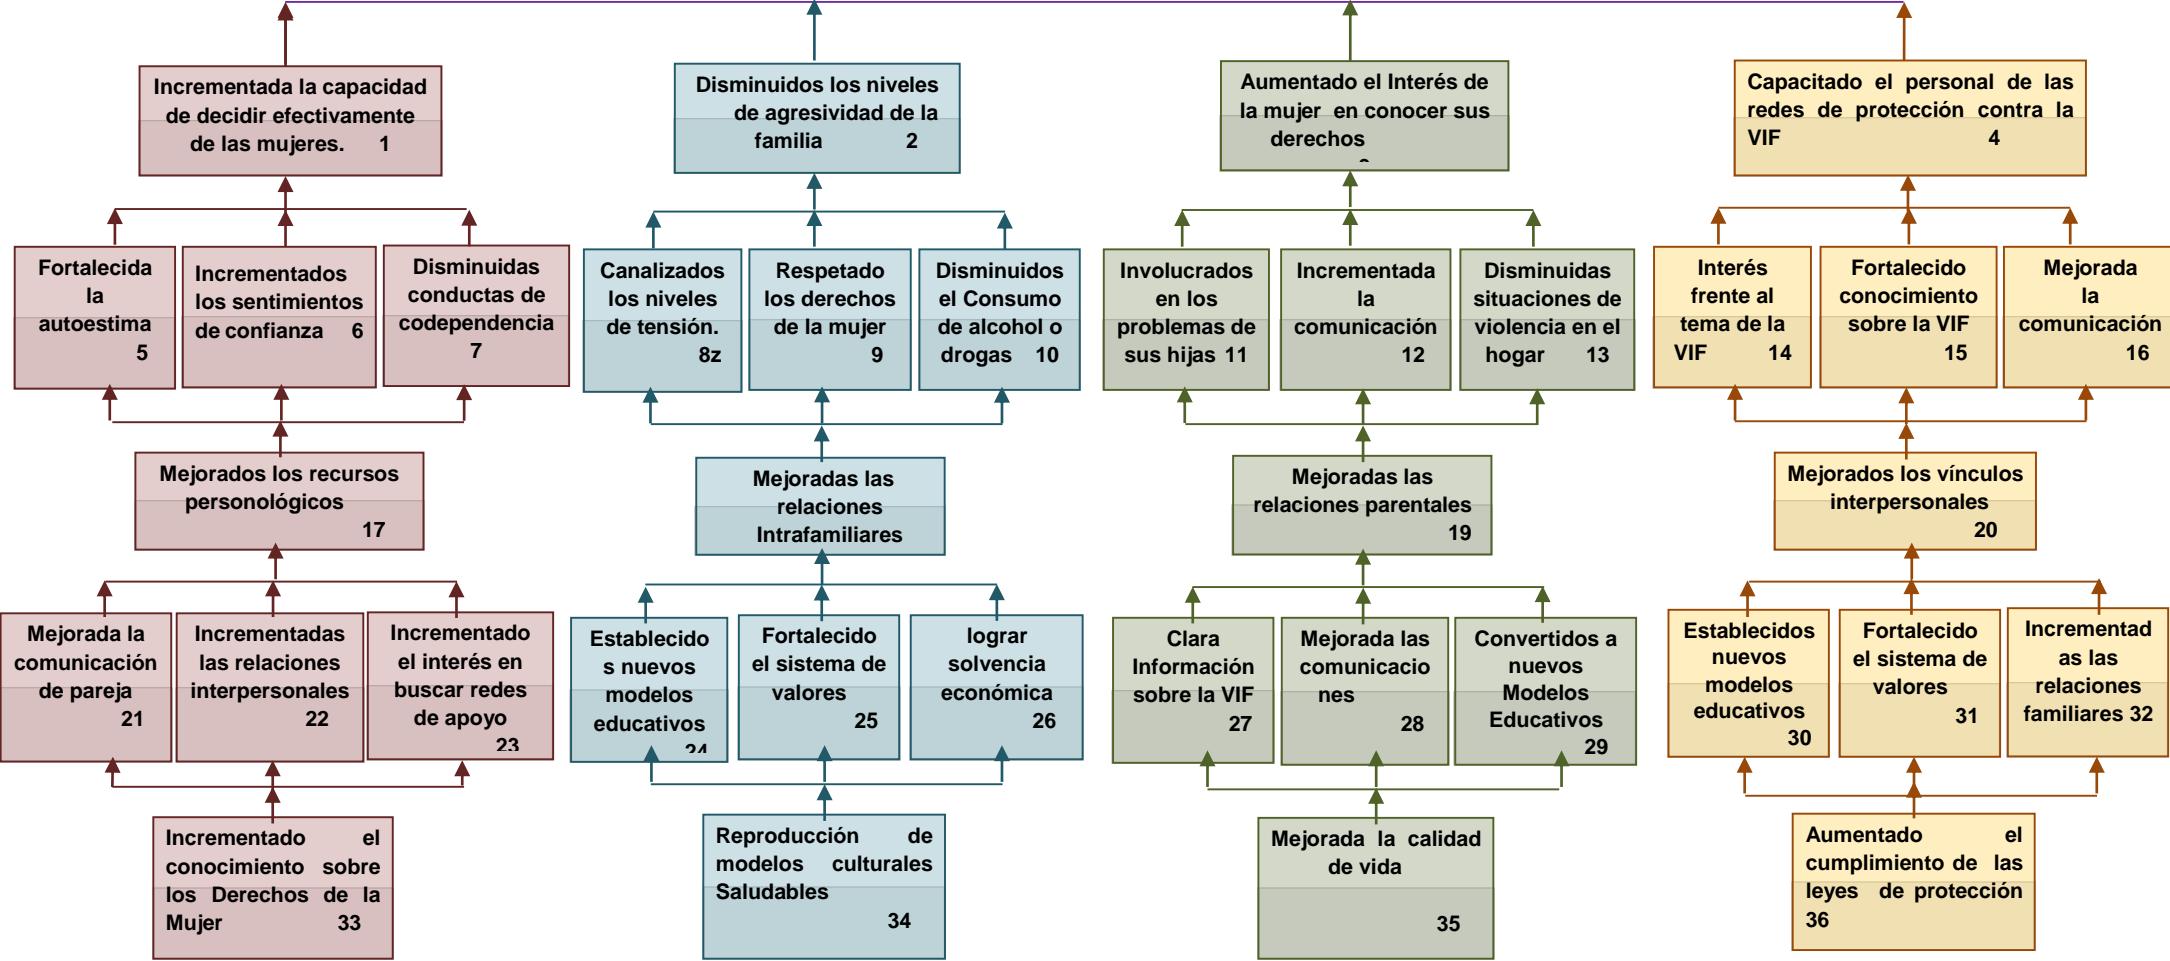 Incrementada la capacidad
de decidir efectivamente
de las mujeres. 1
Disminuidos los niveles
de agresividad de la
familia 2
Aumentado el Interés de
la mujer en conocer sus
derechos
Capacitado el personal de las
redes de protección contra la
VIF 4
Fortalecida
la
autoestima
5
Incrementados
los sentimientos
de confianza 6
Disminuidas
conductas de
codependencia
7
Canalizados
los niveles
de tensión.
8z
Respetado
los derechos
de la mujer
9
Disminuidos
el Consumo
de alcohol o
drogas 10
Involucrados
en los
problemas de
sus hijas 11
Incrementada
la
comunicación
12
Disminuidas
situaciones de
violencia en el
hogar 13
Interés
frente al
tema de la
VIF 14
Fortalecido
conocimiento
sobre la VIF
15
Mejorada
la
comunicación
16
Mejorados los recursos
personológicos
17
Mejoradas las
relaciones
Intrafamiliares
Mejoradas las
relaciones parentales
19
Mejorados los vínculos
interpersonales
20
Mejorada la
comunicación
de pareja
21
Incrementadas
las relaciones
interpersonales
22
Incrementado
el interés en
buscar redes
de apoyo
23
Establecido
s nuevos
modelos
educativos
24
Fortalecido
el sistema de
valores
25
lograr
solvencia
económica
26
Clara
Información
sobre la VIF
27
Mejorada las
comunicacio
nes
28
Convertidos a
nuevos
Modelos
Educativos
29
Establecidos
nuevos
modelos
educativos
30
Fortalecido
el sistema de
valores
31
Incrementad
as las
relaciones
familiares 32
Incrementado el
conocimiento sobre
los Derechos de la
Mujer 33
Reproducción de
modelos culturales
Saludables
34
Mejorada la calidad
de vida
35
Aumentado el
cumplimiento de las
leyes de protección
36